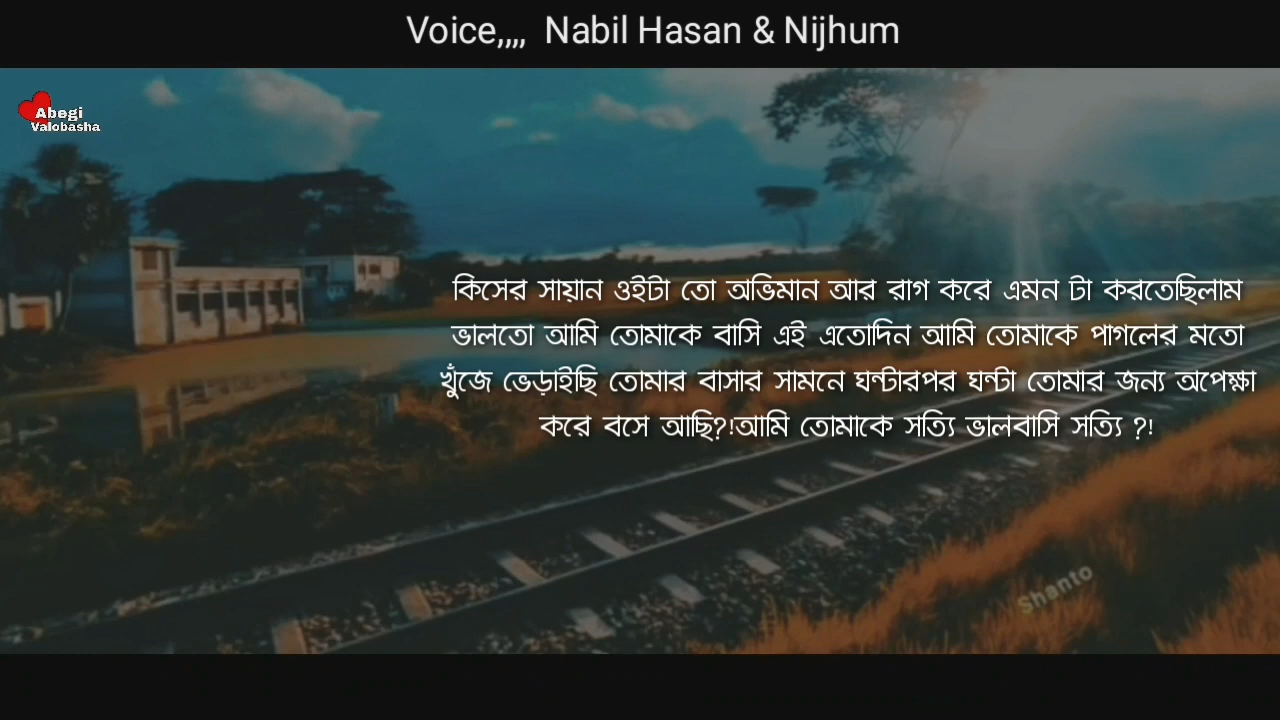 Voice,,,, Nabil Hasan & Nijhum
Abegi
Valobasha
কিসের সায়ান ওইটা তো অভিমান আর রাগ করে এমন টা করতেছিলাম
ভালতো আমি তোমাকে বাসি এই এতোদিন আমি তোমাকে পাগলের মতো
খুঁজে ভেড়াইছি তোমার বাসার সামনে ঘন্টারপর ঘন্টা তোমার জন্য অপেক্ষা
করে বসে আছি?!আমি তোমাকে সত্যি ভালবাসি সত্যি ?!
Shanto